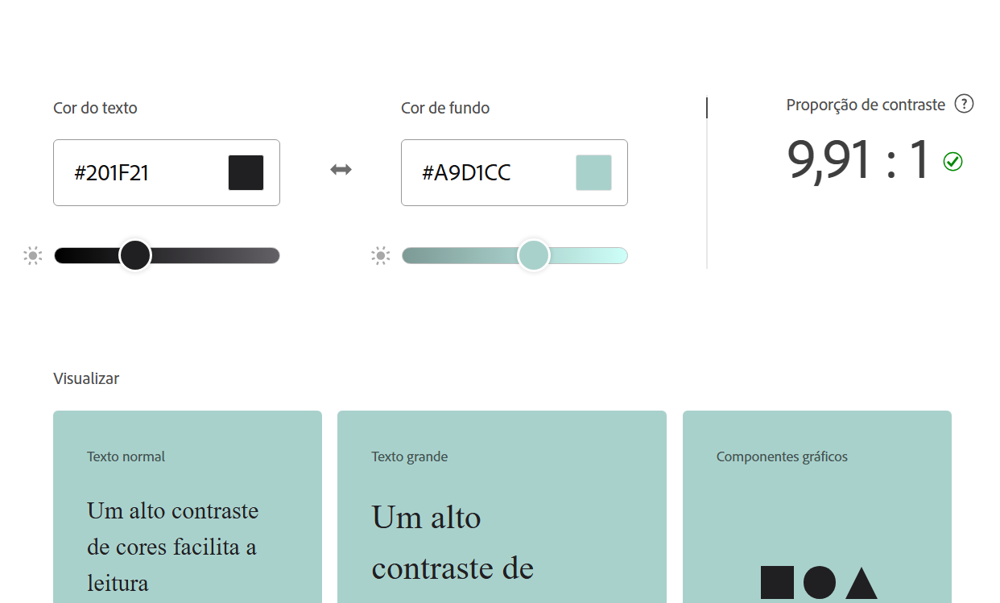 Cor do texto
Cor de fundo
Proporção de contraste ?
#201F21
#A9D1CC
9,91 : 1
Visualizar
Texto normal
Um alto contraste
de cores facilita a
leitura
Texto grande
Um alto
contraste de
Componentes gráficos